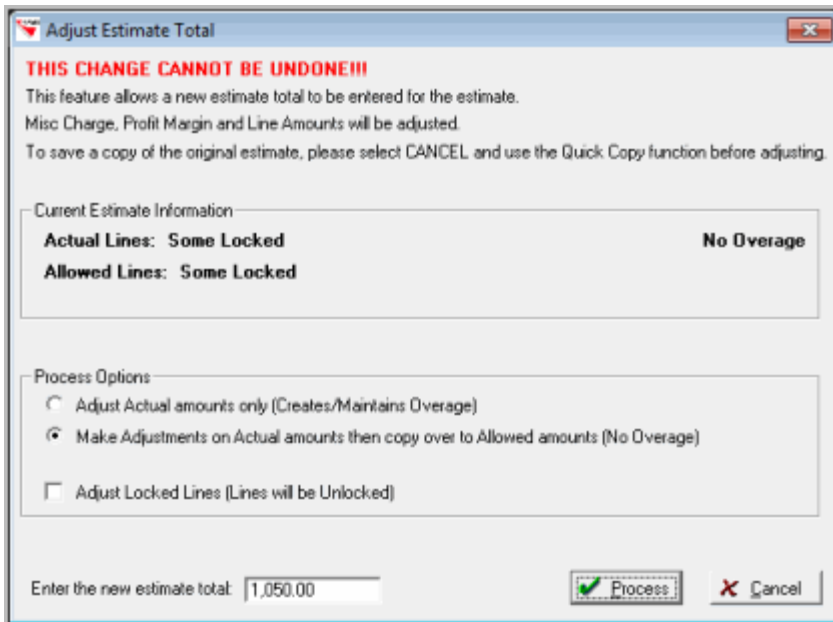 Adjust Estimate Total
THIS CHANGE CANNOT BE UNDONE!!!
This feature allows a new estimate total to be entered for the estimate.
Misc Charge, Profit Margin and Line Amounts will be adjusted.
To save a copy of the original estimate, please select CANCEL and use the Quick Copy function before adjusting.
Current Estimate Information
Actual Lines: Some Locked No Overage
Allowed Lines: Some Locked
Process Options
Adjust Actual amounts only (Creates/Maintains Overage)
Make Adjustments on Actual amounts then copy over to Allowed amounts (No Overage)
Adjust Locked Lines (Lines will be Unlocked)
Enter the new estimate total: 1,050.00 Process Cancel